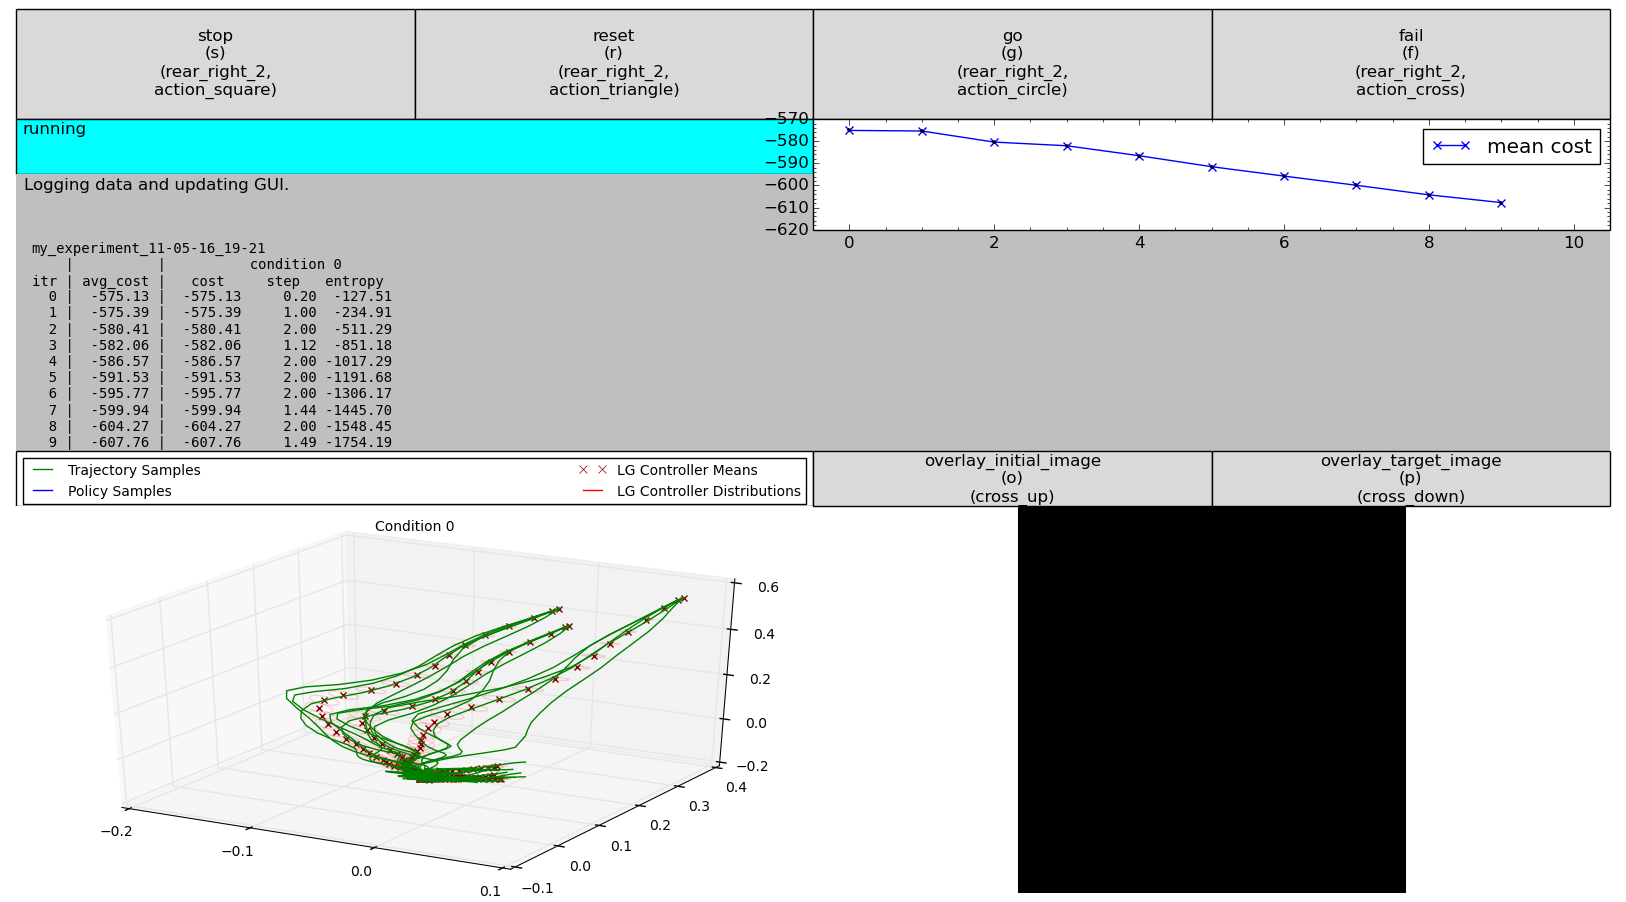 stop
(s)
(rear_right_2,
action_square)
reset
(r)
(rear_right_2,
action_triangle)
go
(g)
(rear_right_2,
action_circle)
fail
(f)
(rear_right_2,
action_cross)
running
−570
−580
−590
−600
−610
−620
mean cost
0 2 4 6 8 10
Logging data and updating GUI.
my_experiment_11-05-16_19-21
| | condition 0
itr | avg_cost | cost step entropy
0 | -575.13 | -575.13 0.20 -127.51
1 | -575.39 | -575.39 1.00 -234.91
2 | -580.41 | -580.41 2.00 -511.29
3 | -582.06 | -582.06 1.12 -851.18
4 | -586.57 | -586.57 2.00 -1017.29
5 | -591.53 | -591.53 2.00 -1191.68
6 | -595.77 | -595.77 2.00 -1306.17
7 | -599.94 | -599.94 1.44 -1445.70
8 | -604.27 | -604.27 2.00 -1548.45
9 | -607.76 | -607.76 1.49 -1754.19
Trajectory Samples
Policy Samples
LG Controller Means
LG Controller Distributions
overlay_initial_image
(o)
(cross_up)
overlay_target_image
(p)
(cross_down)
Condition 0
0.6
0.4
0.2
0.0
−0.2
0.4
0.3
0.2
0.1
0.0
−0.1
−0.2
−0.1
0.0
0.1